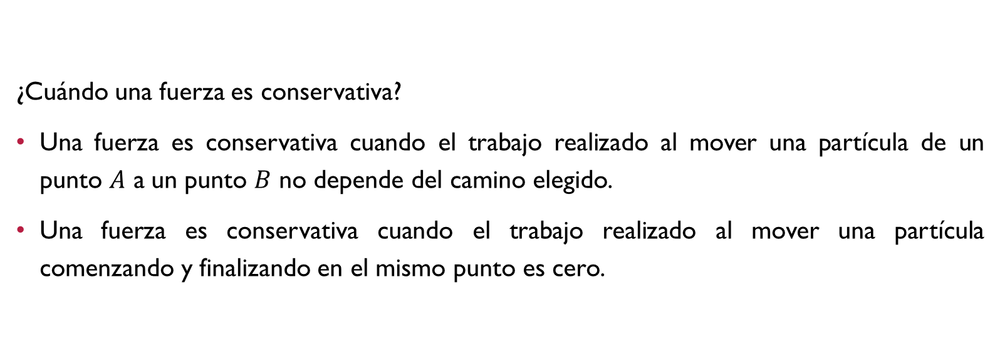 ¿Cuándo una fuerza es conservativa?
• Una fuerza es conservativa cuando el trabajo realizado al mover una partícula de un
punto A a un punto B no depende del camino elegido.
• Una fuerza es conservativa cuando el trabajo realizado al mover una partícula
comenzando y finalizando en el mismo punto es cero.